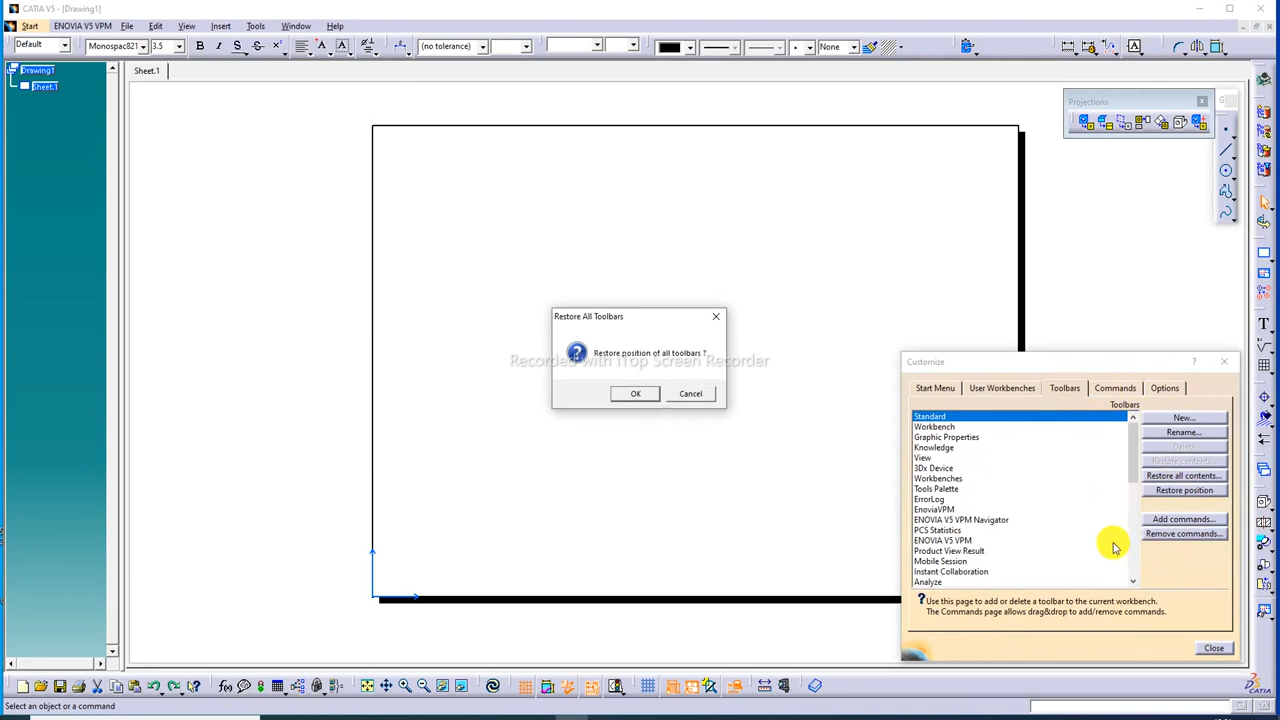 CATIA V5 - [Drawing1]
Start ENOVIA V5 VPM File Edit View Insert Tools Window Help
Default Monospac821 3.5 B I S S (no tolerance) None
Drawing1
Sheet.1
Sheet.1
Projections
Restore All Toolbars
Restore position of all toolbars ?
OK Cancel
Recorded with iTop Screen Recorder
Customize
Start Menu User Workbenches Toolbars Commands Options
Toolbars
Standard
Workbench
Graphic Properties
Knowledge
View
3Dx Device
Workbenches
Tools Palette
ErrorLog
EnoviaVPM
ENOVIA V5 VPM Navigator
PCS Statistics
ENOVIA V5 VPM
Product View Result
Mobile Session
Instant Collaboration
Analyze
New...
Rename...
Delete
Restore contents...
Restore all contents...
Restore position
Add commands...
Remove commands...
Use this page to add or delete a toolbar to the current workbench.
The Commands page allows drag&drop to add/remove commands.
Close
Select an object or a command